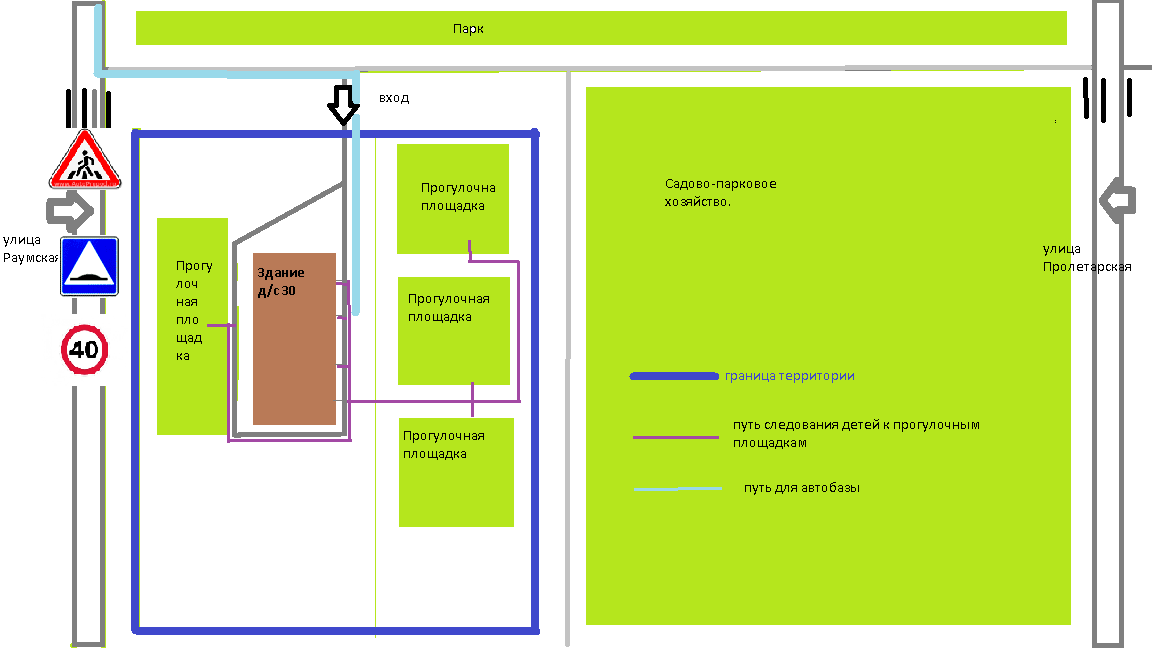 Парк
вход
Прогулочна
площадка
Садово-парковое
хозяйство.
улица
Раумская
улица
Пролетарская
Прогу
лоч
ная
пло
щад
ка
Здание
д/с 30
Прогулочная
площадка
40
граница территории
Прогулочная
площадка
путь следования детей к прогулочным
площадкам
путь для автобазы